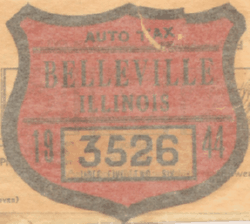 AUTO TAX
BELLEVILLE
ILLINOIS
19 3526 44